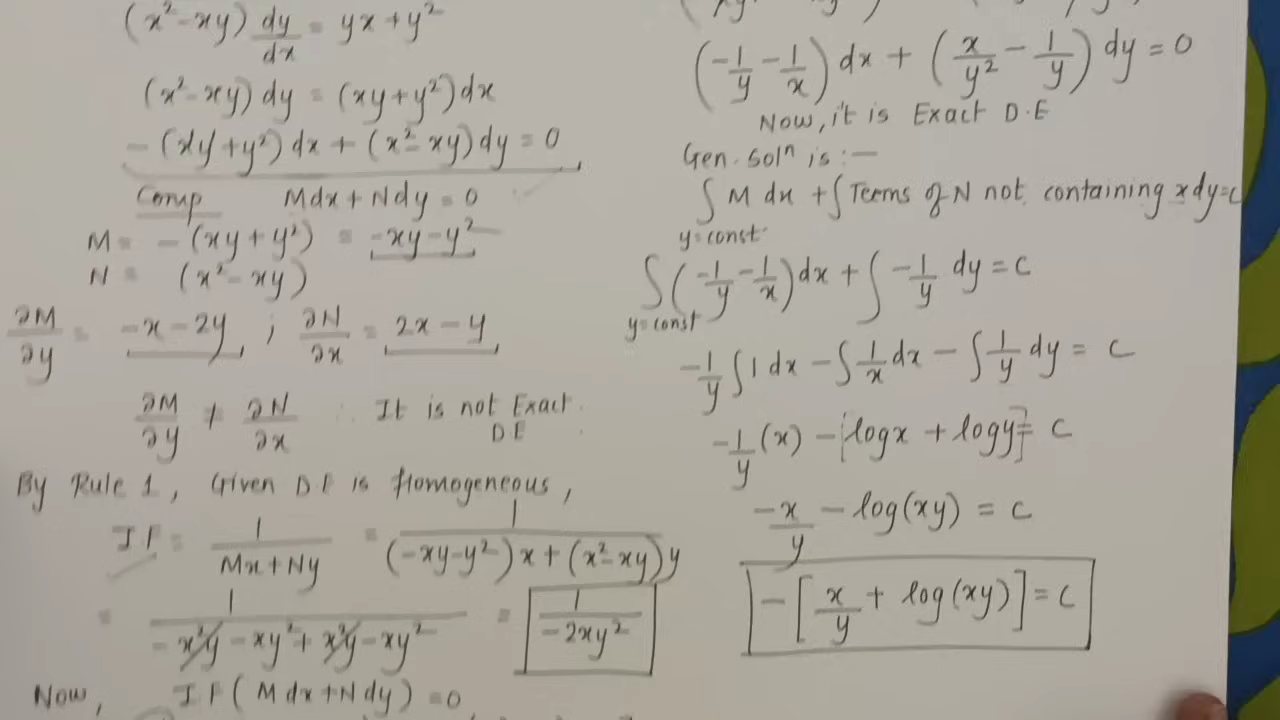 (x² - xy) dy/dx = yx + y²
(x² - xy) dy = (xy + y²) dx
- (xy + y²) dx + (x² - xy) dy = 0
Comp Mdx + Ndy = 0
M = - (xy + y²) = -xy - y²
N = (x² - xy)
∂M/∂y = -x - 2y ; ∂N/∂x = 2x - y
∂M/∂y ≠ ∂N/∂x ∴ It is not Exact
DE
By Rule 1, Given DE is Homogeneous,
IF = 1/(Mx + Ny) = 1/((-xy - y²)x + (x² - xy)y)
= 1/(-x²y - xy² + x²y - xy²) = 1/(-2xy²)
Now, IF (Mdx + Ndy) = 0
(-1/y - 1/x) dx + (x/y² - 1/y) dy = 0
Now, it is Exact D.E
Gen. Solⁿ is :-
∫ M dx + ∫ Terms of N not containing x dy = c
y = const
∫ (-1/y - 1/x) dx + ∫ -1/y dy = c
y = const
-1/y ∫ 1 dx - ∫ 1/x dx - ∫ 1/y dy = c
-1/y (x) - [log x + log y] = c
-x/y - log(xy) = c
- [x/y + log(xy)] = c